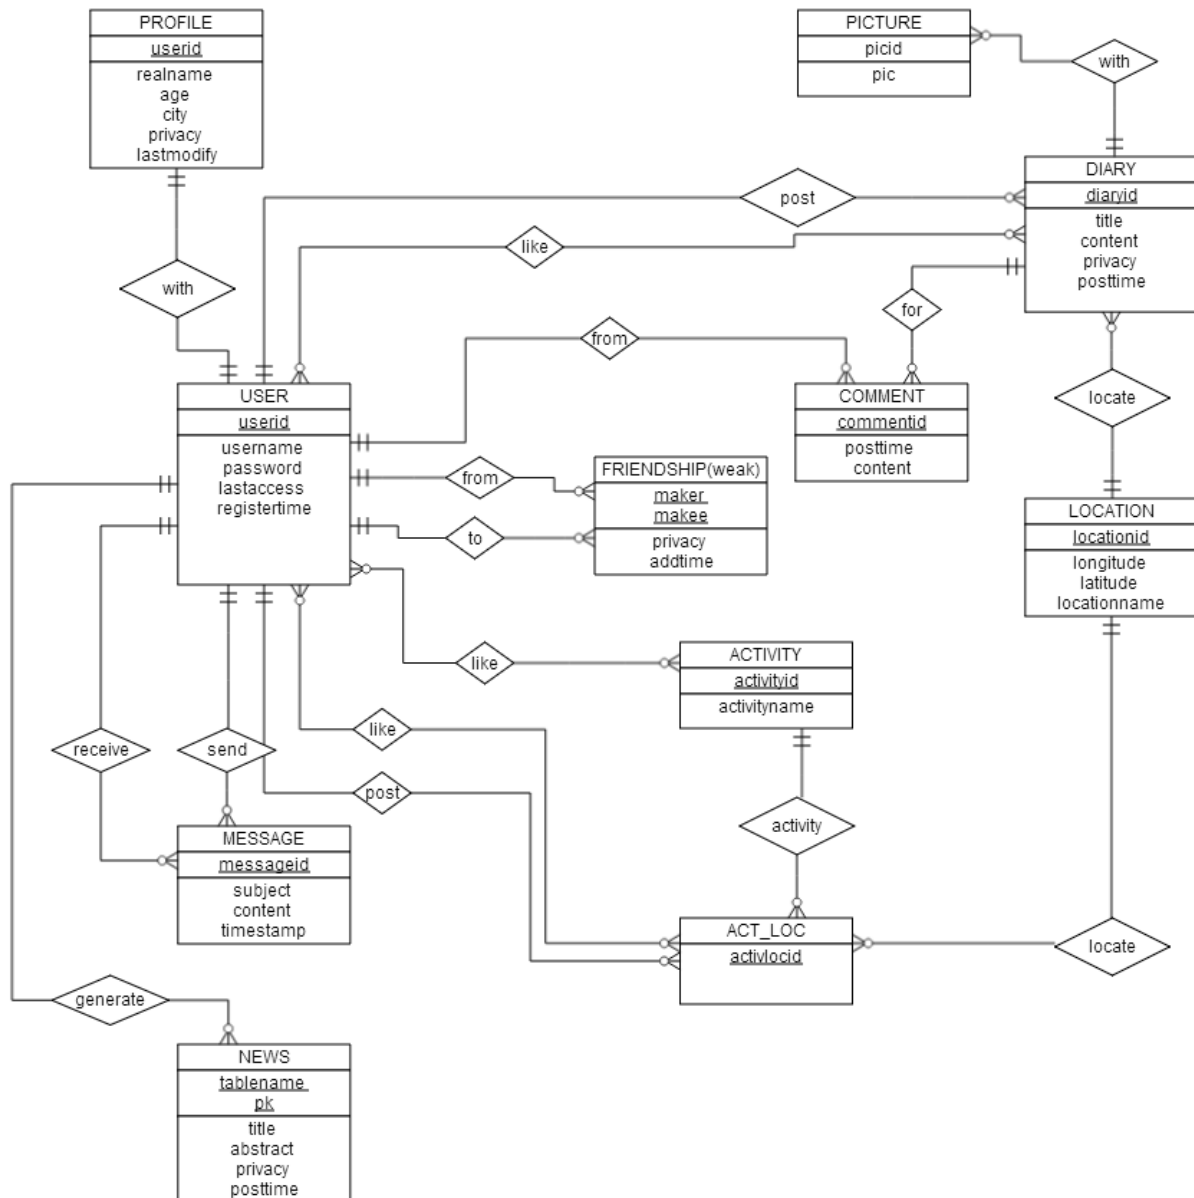 PROFILE
userid
realname
age
city
privacy
lastmodify
PICTURE
picid
pic
with
DIARY
diaryid
title
content
privacy
posttime
post
like
with
for
from
USER
userid
username
password
lastaccess
registertime
COMMENT
commentid
posttime
content
locate
FRIENDSHIP(weak)
maker
makee
privacy
addtime
from
to
LOCATION
locationid
longitude
latitude
locationname
like
ACTIVITY
activityid
activityname
like
receive
send
post
activity
MESSAGE
messageid
subject
content
timestamp
ACT_LOC
activlocid
locate
generate
NEWS
tablename
pk
title
abstract
privacy
posttime